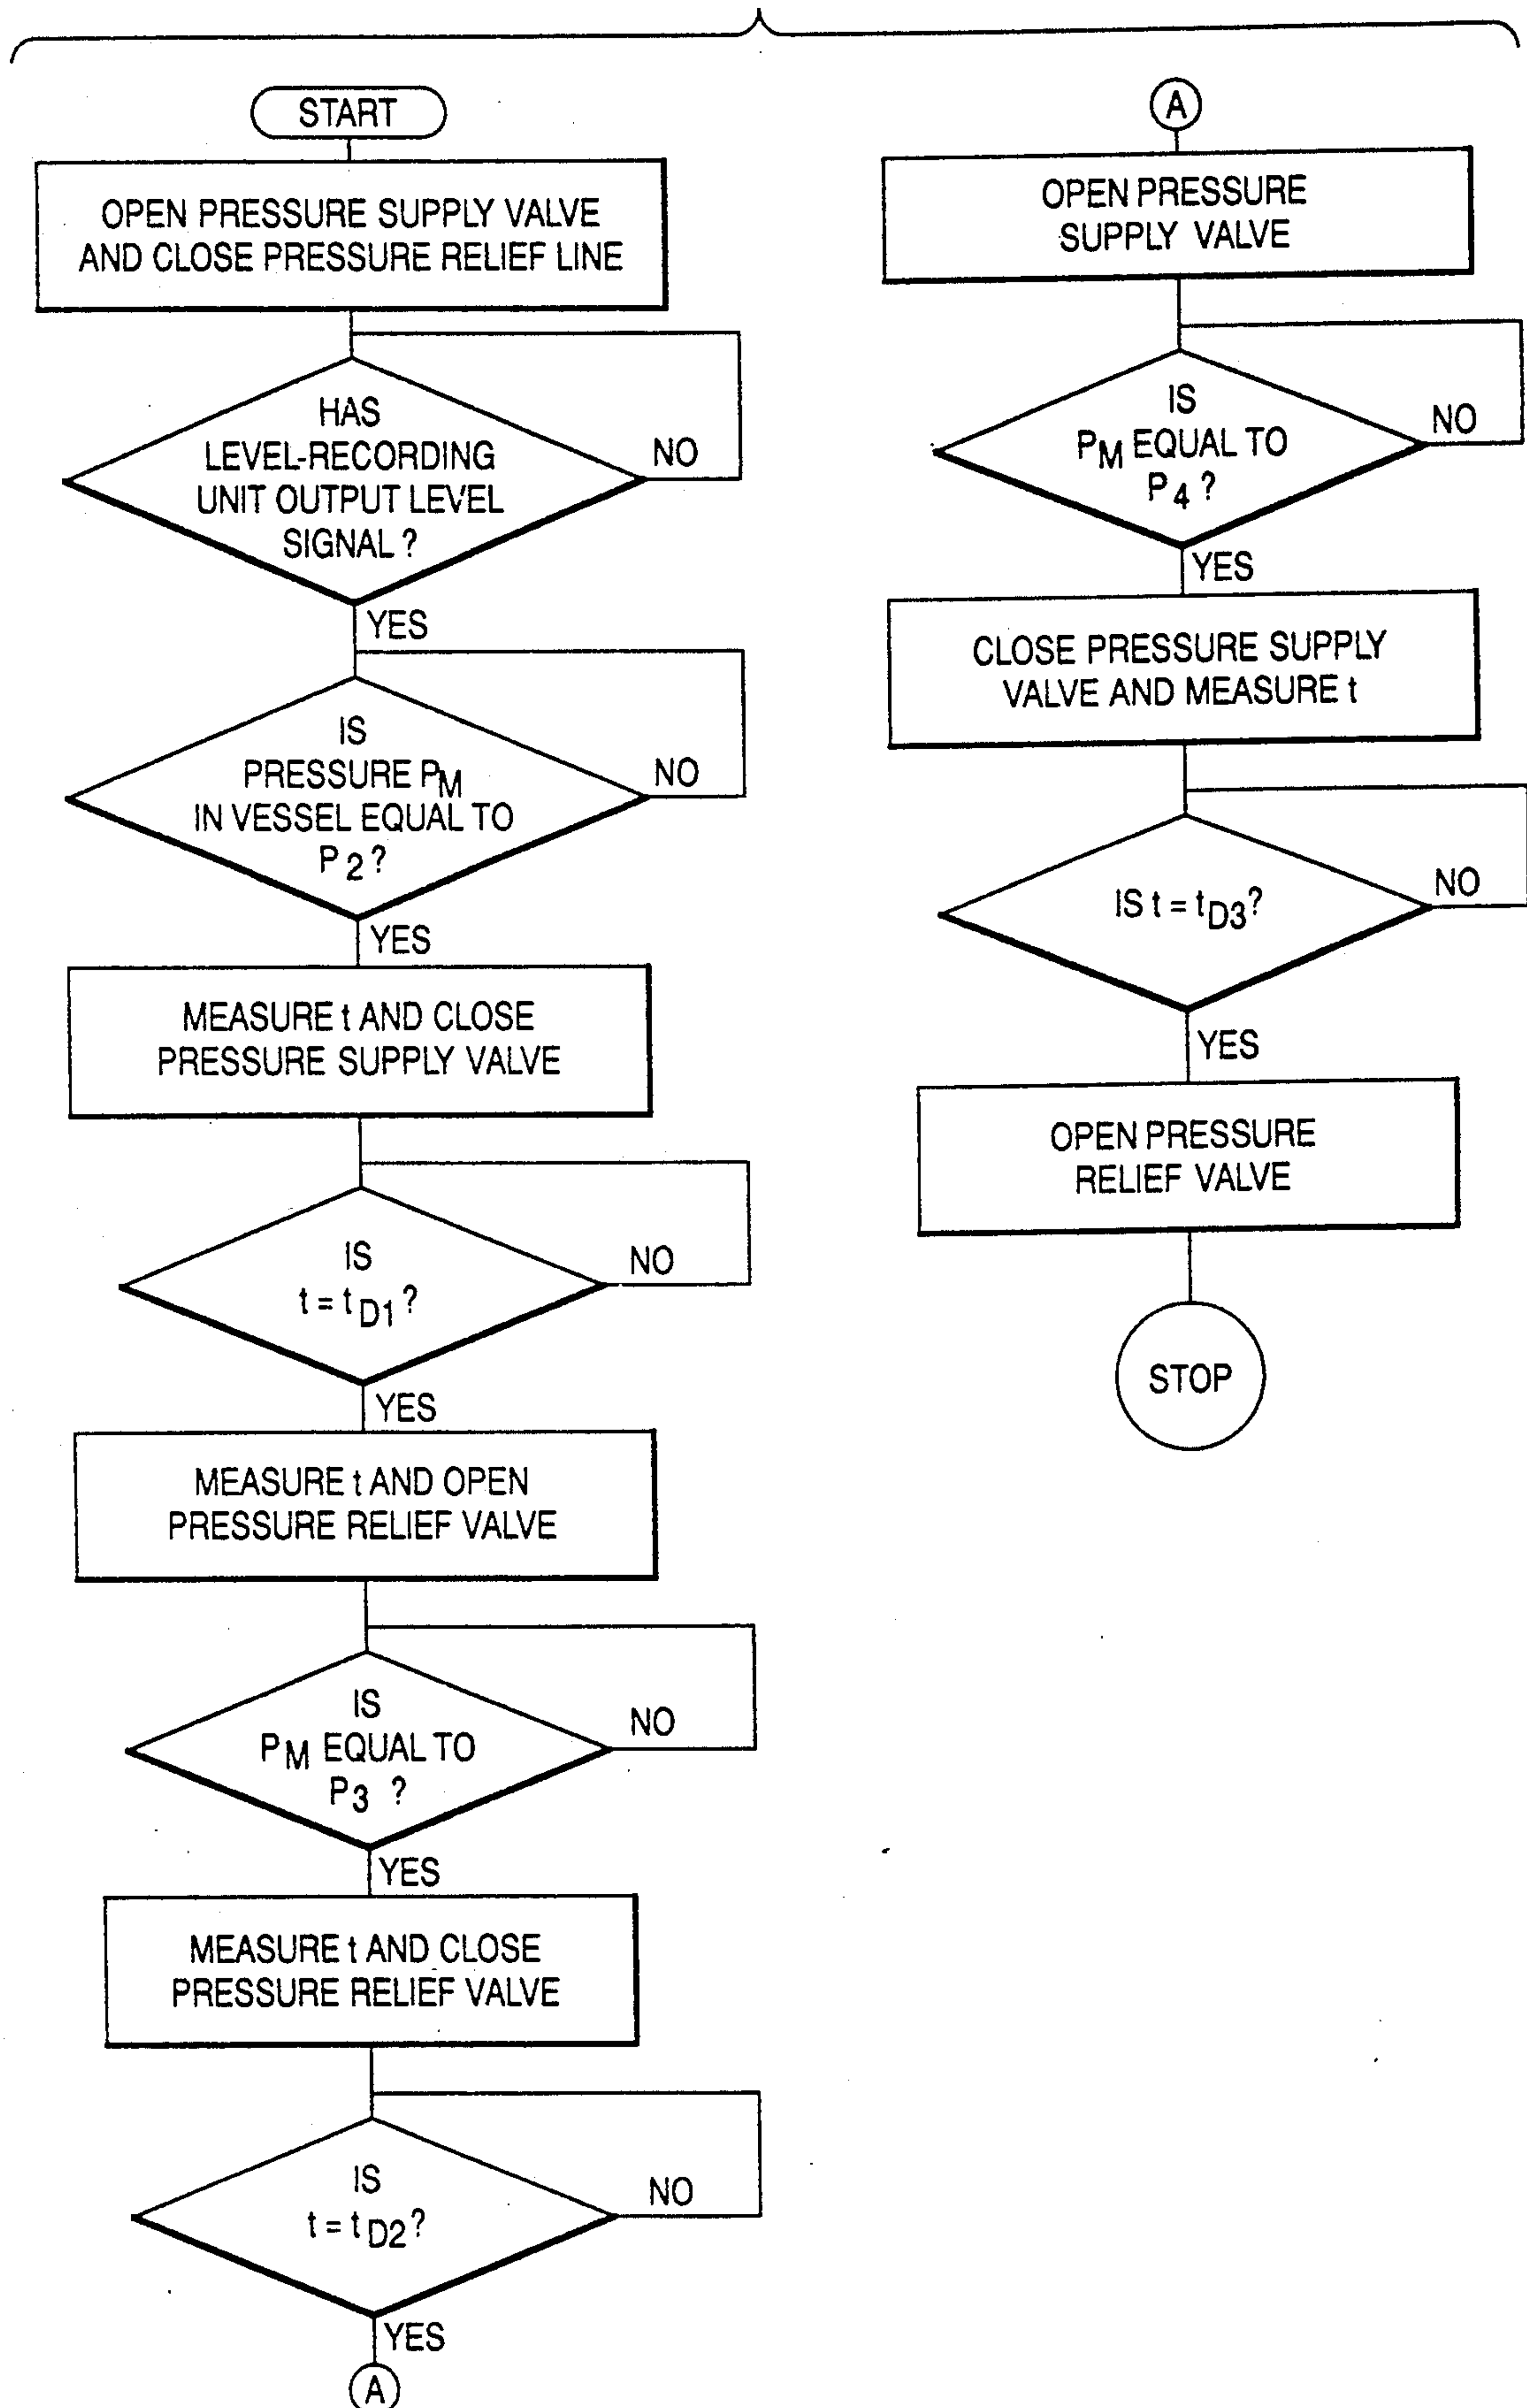 START
OPEN PRESSURE SUPPLY VALVE
AND CLOSE PRESSURE RELIEF LINE
HAS
LEVEL-RECORDING
UNIT OUTPUT LEVEL
SIGNAL ?
NO
YES
IS
PRESSURE PM
IN VESSEL EQUAL TO
P2 ?
NO
YES
MEASURE t AND CLOSE
PRESSURE SUPPLY VALVE
IS
t = tD1 ?
NO
YES
MEASURE t AND OPEN
PRESSURE RELIEF VALVE
IS
PM EQUAL TO
P3 ?
NO
YES
MEASURE t AND CLOSE
PRESSURE RELIEF VALVE
IS
t = tD2 ?
NO
YES
A
A
OPEN PRESSURE
SUPPLY VALVE
IS
PM EQUAL TO
P4 ?
NO
YES
CLOSE PRESSURE SUPPLY
VALVE AND MEASURE t
IS t = tD3?
NO
YES
OPEN PRESSURE
RELIEF VALVE
STOP